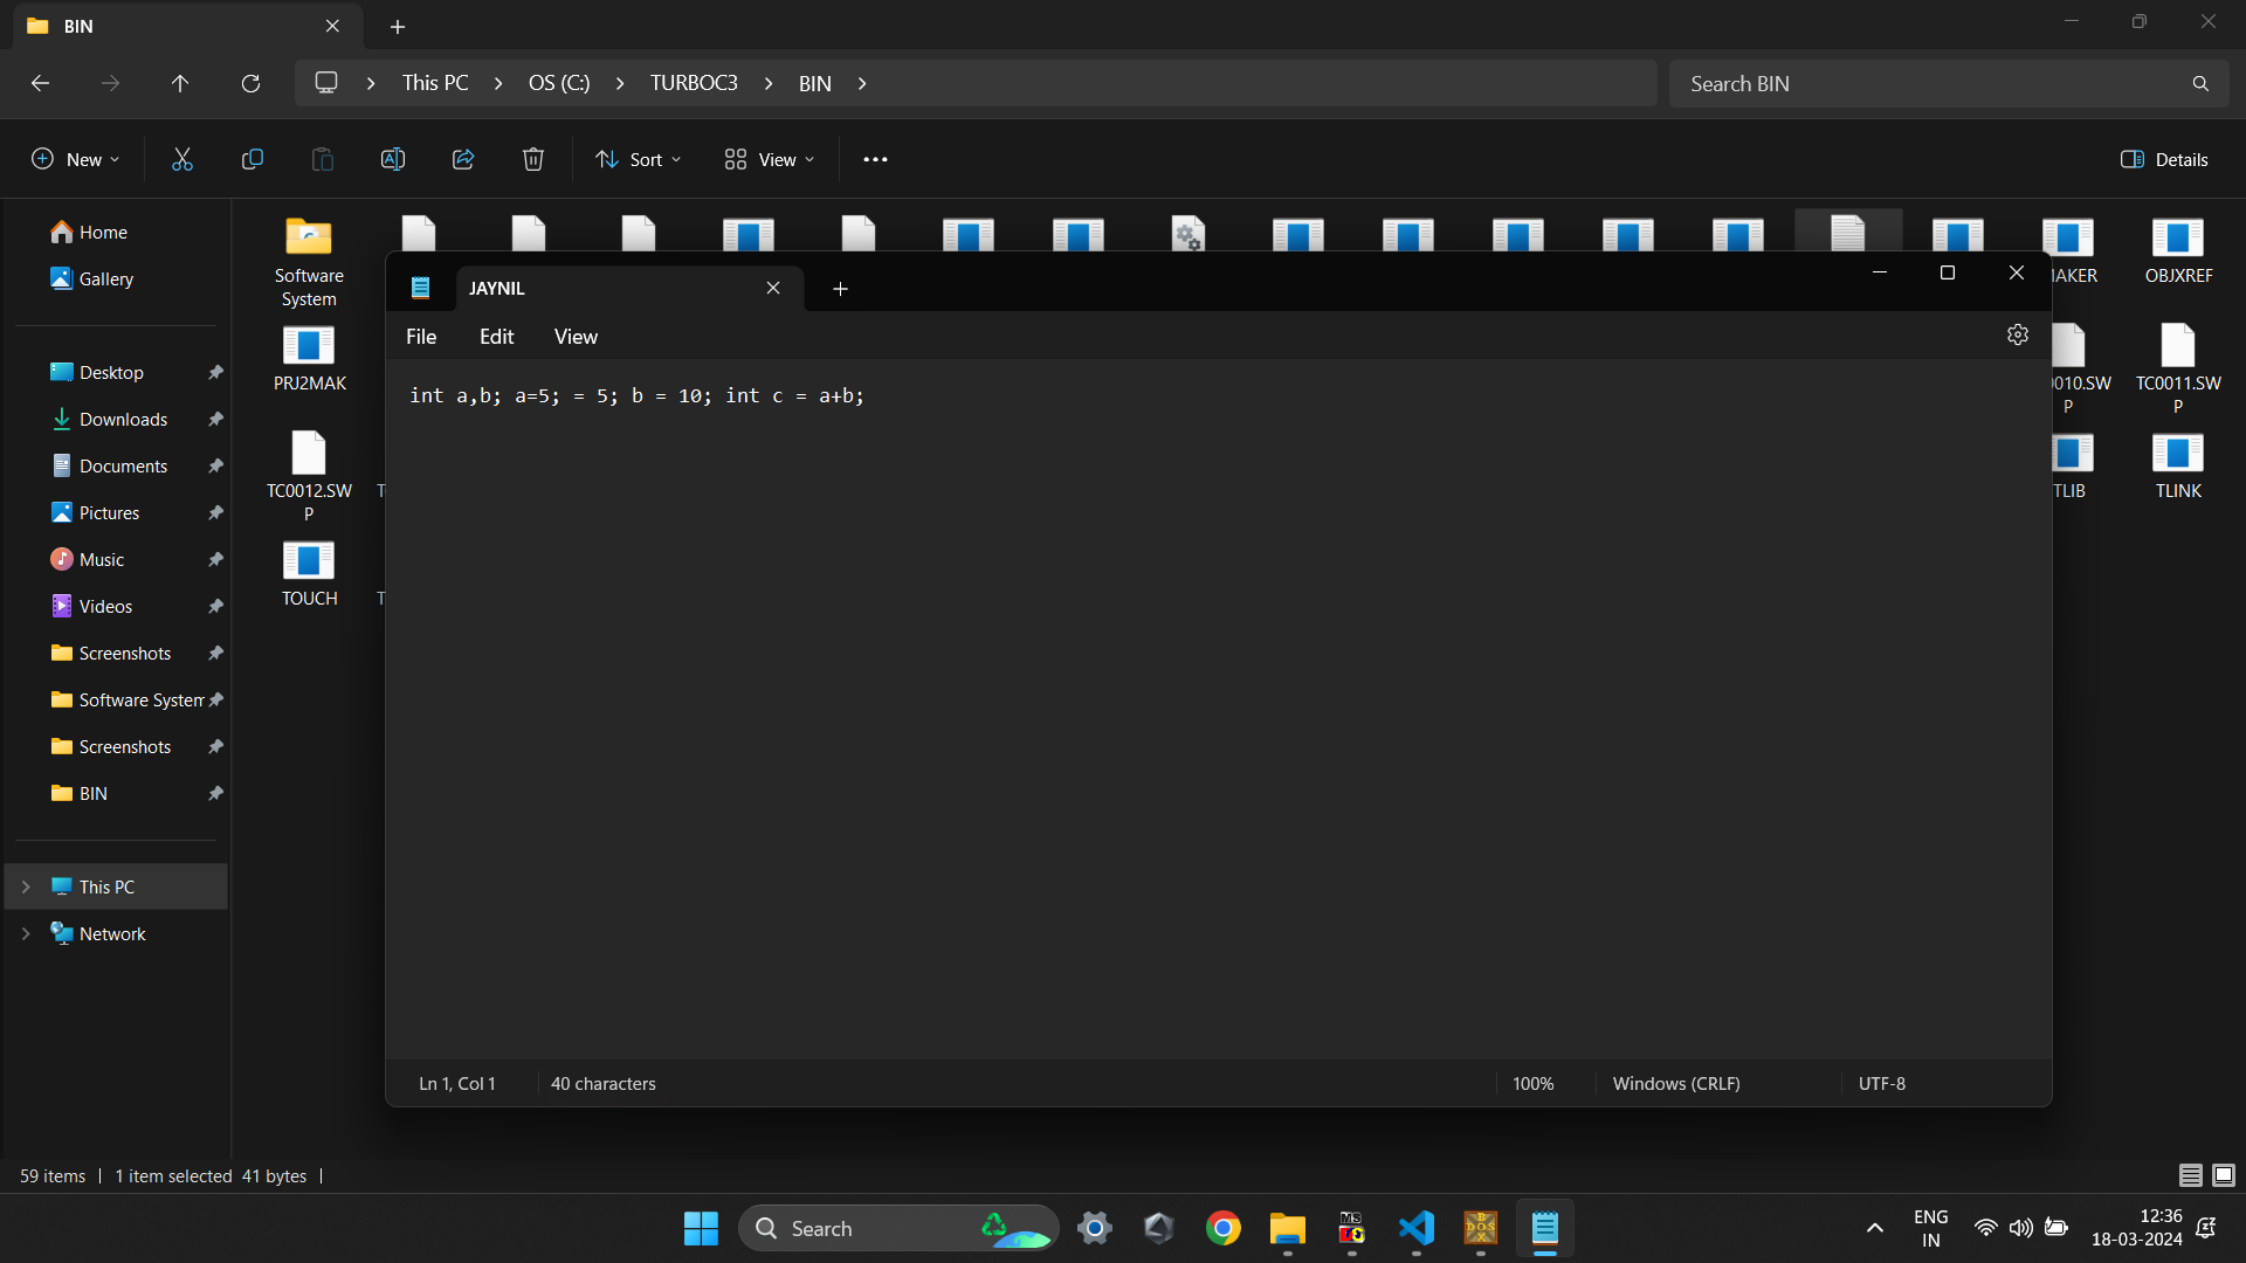 BIN
This PC
OS (C:)
TURBOC3
BIN
Search BIN
New
Sort
View
Details
Home
Gallery
Desktop
Downloads
Documents
Pictures
Music
Videos
Screenshots
Software System
Screenshots
BIN
This PC
Network
Software
System
OBJXREF
PRJ2MAK
010.SW
P
TC0011.SW
P
TC0012.SW
P
TLIB
TLINK
TOUCH
JAYNIL
File Edit View
int a,b; a=5; = 5; b = 10; int c = a+b;
Ln 1, Col 1
40 characters
100%
Windows (CRLF)
UTF-8
59 items
1 item selected 41 bytes
Search
ENG
IN
12:36
18-03-2024